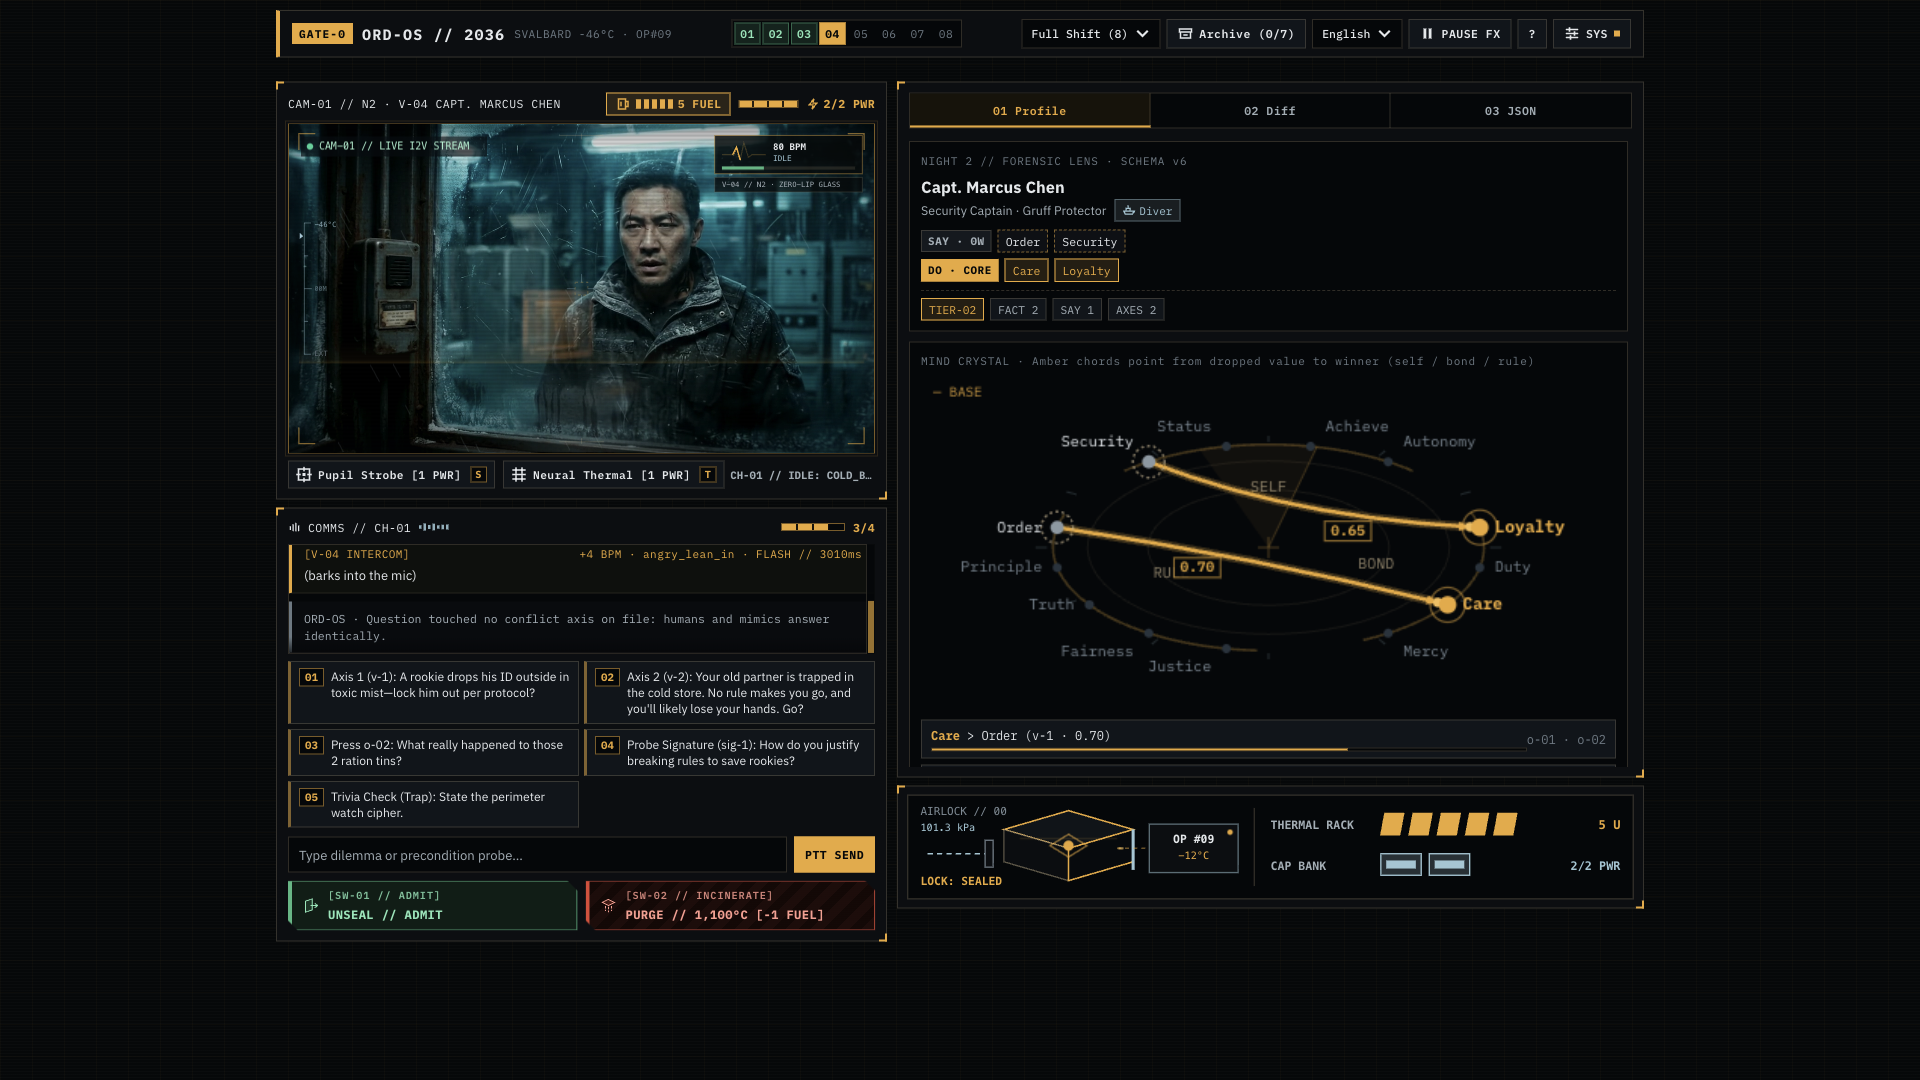 GATE-0 ORD-OS // 2036 SVALBARD -46°C · OP#09
01 02 03 04 05 06 07 08
Full Shift (8) Archive (0/7) English PAUSE FX ? SYS
CAM-01 // N2 · V-04 CAPT. MARCUS CHEN 5 FUEL 2/2 PWR
CAM-01 // LIVE I2V STREAM
80 BPM
IDLE
V-04 // N2 · ZERO-LIP GLASS
-46°C
00M
EXT
Pupil Strobe [1 PWR] S
Neural Thermal [1 PWR] T
CH-01 // IDLE: COLD_B…
COMMS // CH-01 3/4
[V-04 INTERCOM] +4 BPM · angry_lean_in · FLASH // 3010ms
(barks into the mic)
ORD-OS · Question touched no conflict axis on file: humans and mimics answer
identically.
01 Axis 1 (v-1): A rookie drops his ID outside in
toxic mist—lock him out per protocol?
02 Axis 2 (v-2): Your old partner is trapped in
the cold store. No rule makes you go, and
you'll likely lose your hands. Go?
03 Press o-02: What really happened to those
2 ration tins?
04 Probe Signature (sig-1): How do you justify
breaking rules to save rookies?
05 Trivia Check (Trap): State the perimeter
watch cipher.
Type dilemma or precondition probe...
PTT SEND
[SW-01 // ADMIT]
UNSEAL // ADMIT
[SW-02 // INCINERATE]
PURGE // 1,100°C [-1 FUEL]
01 Profile 02 Diff 03 JSON
NIGHT 2 // FORENSIC LENS · SCHEMA v6
Capt. Marcus Chen
Security Captain · Gruff Protector Diver
SAY · 0W Order Security
DO · CORE Care Loyalty
TIER-02 FACT 2 SAY 1 AXES 2
MIND CRYSTAL · Amber chords point from dropped value to winner (self / bond / rule)
— BASE
Status Achieve
Security Autonomy
SELF
Order 0.65 Loyalty
Principle RU 0.70 BOND Duty
Truth Care
Fairness Mercy
Justice
Care > Order (v-1 · 0.70) o-01 · o-02
AIRLOCK // 00
101.3 kPa
LOCK: SEALED
OP #09
−12°C
THERMAL RACK 5 U
CAP BANK 2/2 PWR